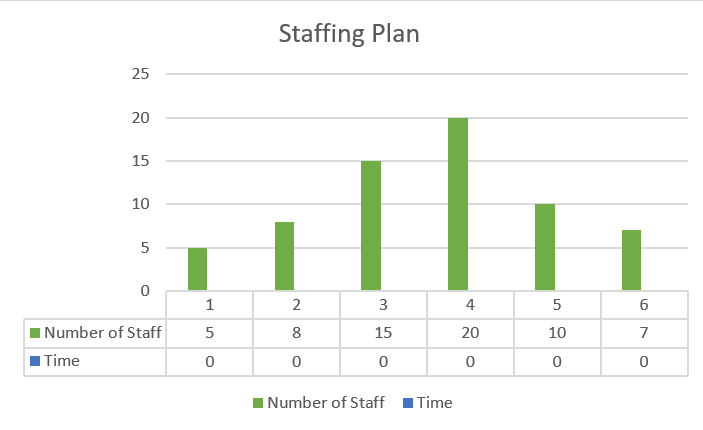 Staffing Plan
25
20
15
10
5
0
1 2 3 4 5 6
Number of Staff 5 8 15 20 10 7
Time 0 0 0 0 0 0
Number of Staff Time